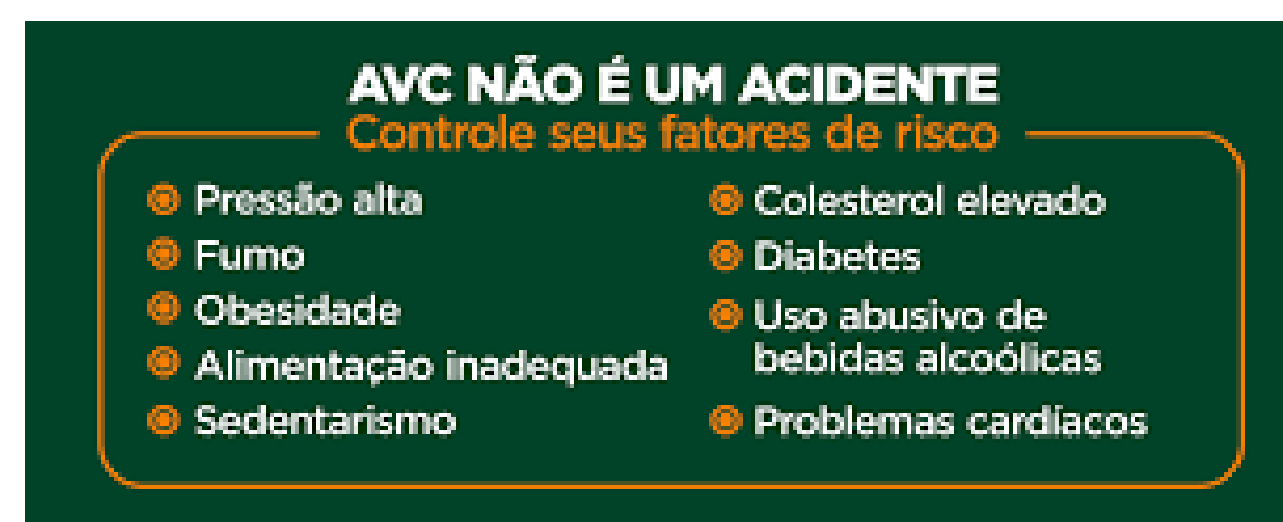 AVC NÃO É UM ACIDENTE
Controle seus fatores de risco
Pressão alta
Fumo
Obesidade
Alimentação inadequada
Sedentarismo
Colesterol elevado
Diabetes
Uso abusivo de
bebidas alcoólicas
Problemas cardíacos